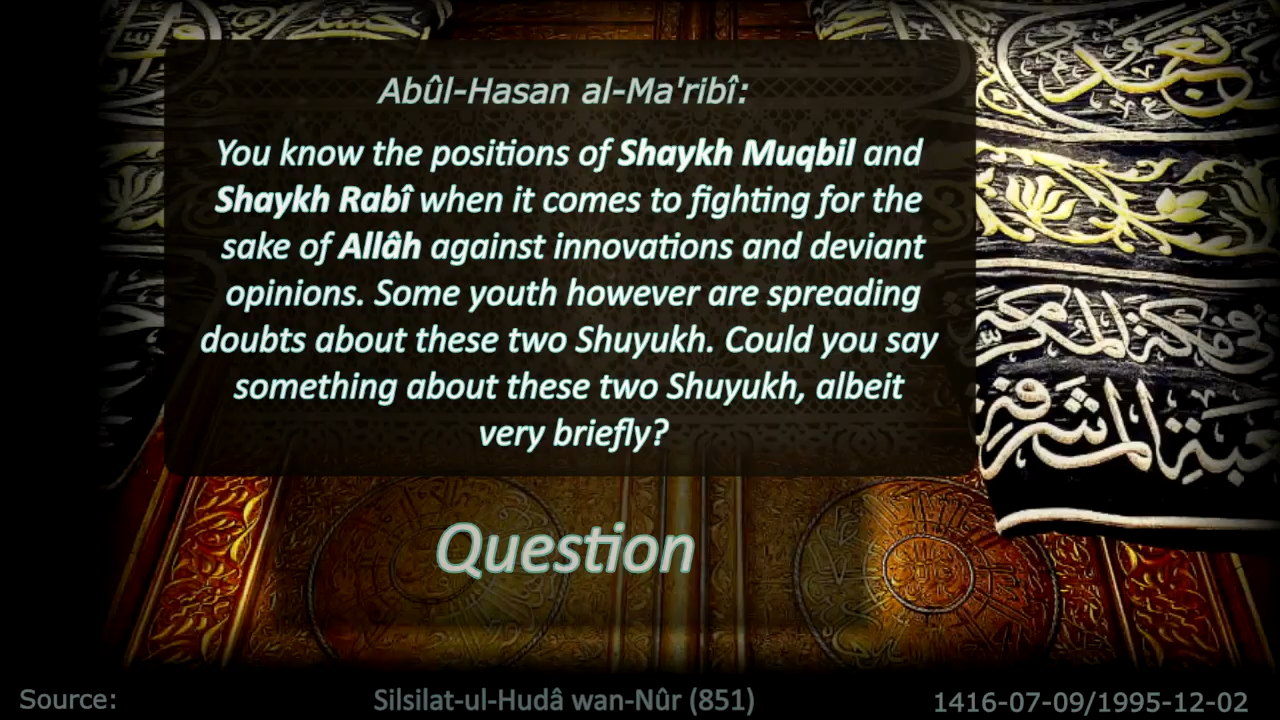 Abûl-Hasan al-Ma'ribî:
You know the positions of Shaykh Muqbil and
Shaykh Rabî when it comes to fighting for the
sake of Allâh against innovations and deviant
opinions. Some youth however are spreading
doubts about these two Shuyukh. Could you say
something about these two Shuyukh, albeit
very briefly?
Question
Source:
Silsilat-ul-Hudâ wan-Nûr (851)
1416-07-09/1995-12-02
في مكة المكرمة